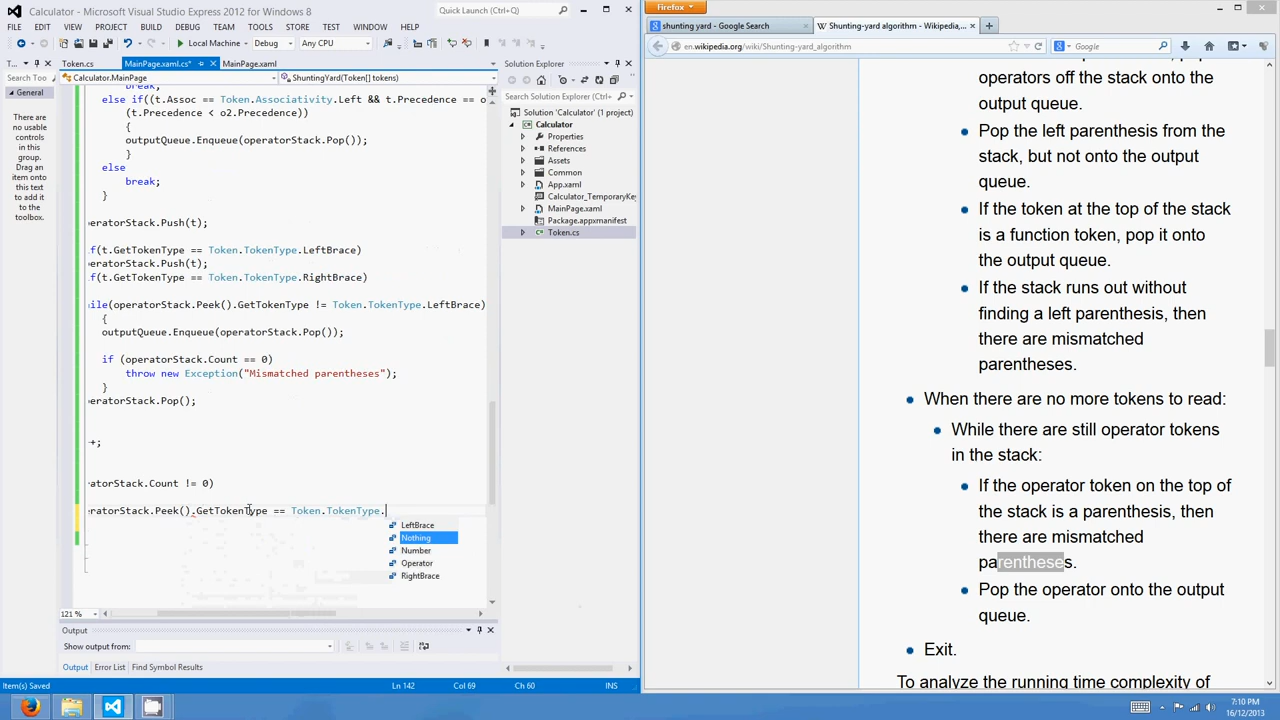 Calculator - Microsoft Visual Studio Express 2012 for Windows 8
Quick Launch (Ctrl+Q)
FILE EDIT VIEW PROJECT BUILD DEBUG TEAM TOOLS STORE TEST WINDOW HELP
Local Machine Debug Any CPU
T...
Search Too
General
There are
no usable
controls
in this
group.
Drag an
item onto
this text
to add it
to the
toolbox.
Token.cs MainPage.xaml.cs* MainPage.xaml
Calculator.MainPage ShuntingYard(Token[] tokens)
break;
else if((t.Assoc == Token.Associativity.Left && t.Precedence == o
(t.Precedence < o2.Precedence))
{
outputQueue.Enqueue(operatorStack.Pop());
}
else
break;
}
peratorStack.Push(t);
f(t.GetTokenType == Token.TokenType.LeftBrace)
peratorStack.Push(t);
f(t.GetTokenType == Token.TokenType.RightBrace)
ile(operatorStack.Peek().GetTokenType != Token.TokenType.LeftBrace)
{
outputQueue.Enqueue(operatorStack.Pop());
if (operatorStack.Count == 0)
throw new Exception("Mismatched parentheses");
}
peratorStack.Pop();
++;
ratorStack.Count != 0)
eratorStack.Peek().GetTokenType == Token.TokenType.
LeftBrace
Nothing
Number
Operator
RightBrace
121 %
Output
Show output from:
Output Error List Find Symbol Results
Item(s) Saved Ln 142 Col 69 Ch 60 INS
Solution Explorer
Search Solution Explorer (Ctrl+
Solution 'Calculator' (1 project)
Calculator
Properties
References
Assets
Common
App.xaml
Calculator_TemporaryKe
MainPage.xaml
Package.appxmanifest
Token.cs
Firefox
shunting yard - Google Search
Shunting-yard algorithm - Wikipedia,...
en.wikipedia.org/wiki/Shunting-yard_algorithm
Google
operators off the stack onto the
output queue.
Pop the left parenthesis from the
stack, but not onto the output
queue.
If the token at the top of the stack
is a function token, pop it onto
the output queue.
If the stack runs out without
finding a left parenthesis, then
there are mismatched
parentheses.
When there are no more tokens to read:
While there are still operator tokens
in the stack:
If the operator token on the top of
the stack is a parenthesis, then
there are mismatched
parentheses.
Pop the operator onto the output
queue.
Exit.
To analyze the running time complexity of
7:10 PM
16/12/2013